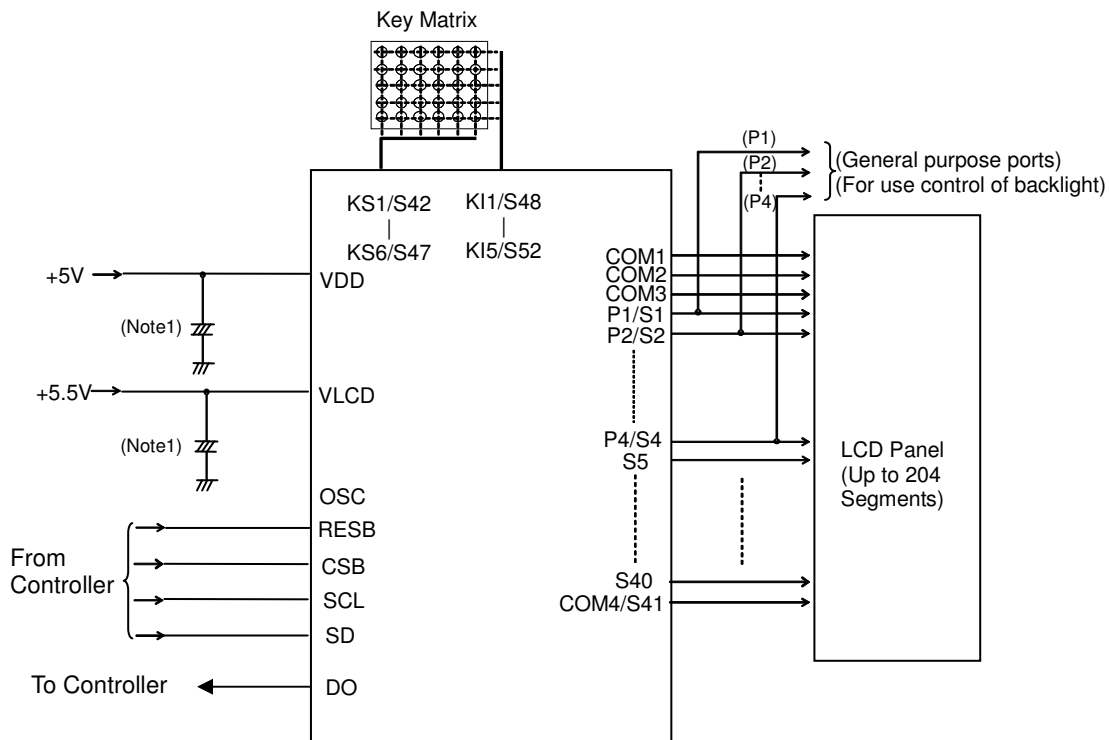 Key Matrix
KS1/S42
KS6/S47
KI1/S48
KI5/S52
(P1)
(P2)
(P4)
(General purpose ports)
(For use control of backlight)
+5V
VDD
(Note1)
+5.5V
VLCD
(Note1)
OSC
From
Controller
RESB
CSB
SCL
SD
To Controller
DO
COM1
COM2
COM3
P1/S1
P2/S2
P4/S4
S5
S40
COM4/S41
LCD Panel
(Up to 204
Segments)